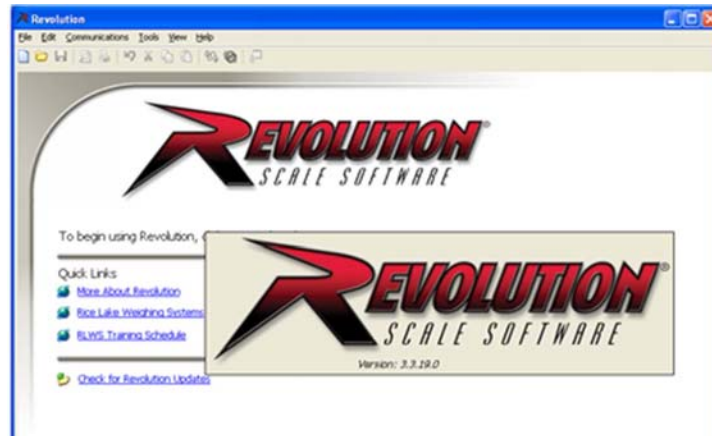 Revolution
File Edit Communications Tools View Help
REVOLUTION®
SCALE SOFTWARE
To begin using Revolution,
Quick Links
More About Revolution
Rice Lake Weighing Systems
RLWS Training Schedule
Check for Revolution Updates
REVOLUTION®
SCALE SOFTWARE
Version: 3.3.19.0